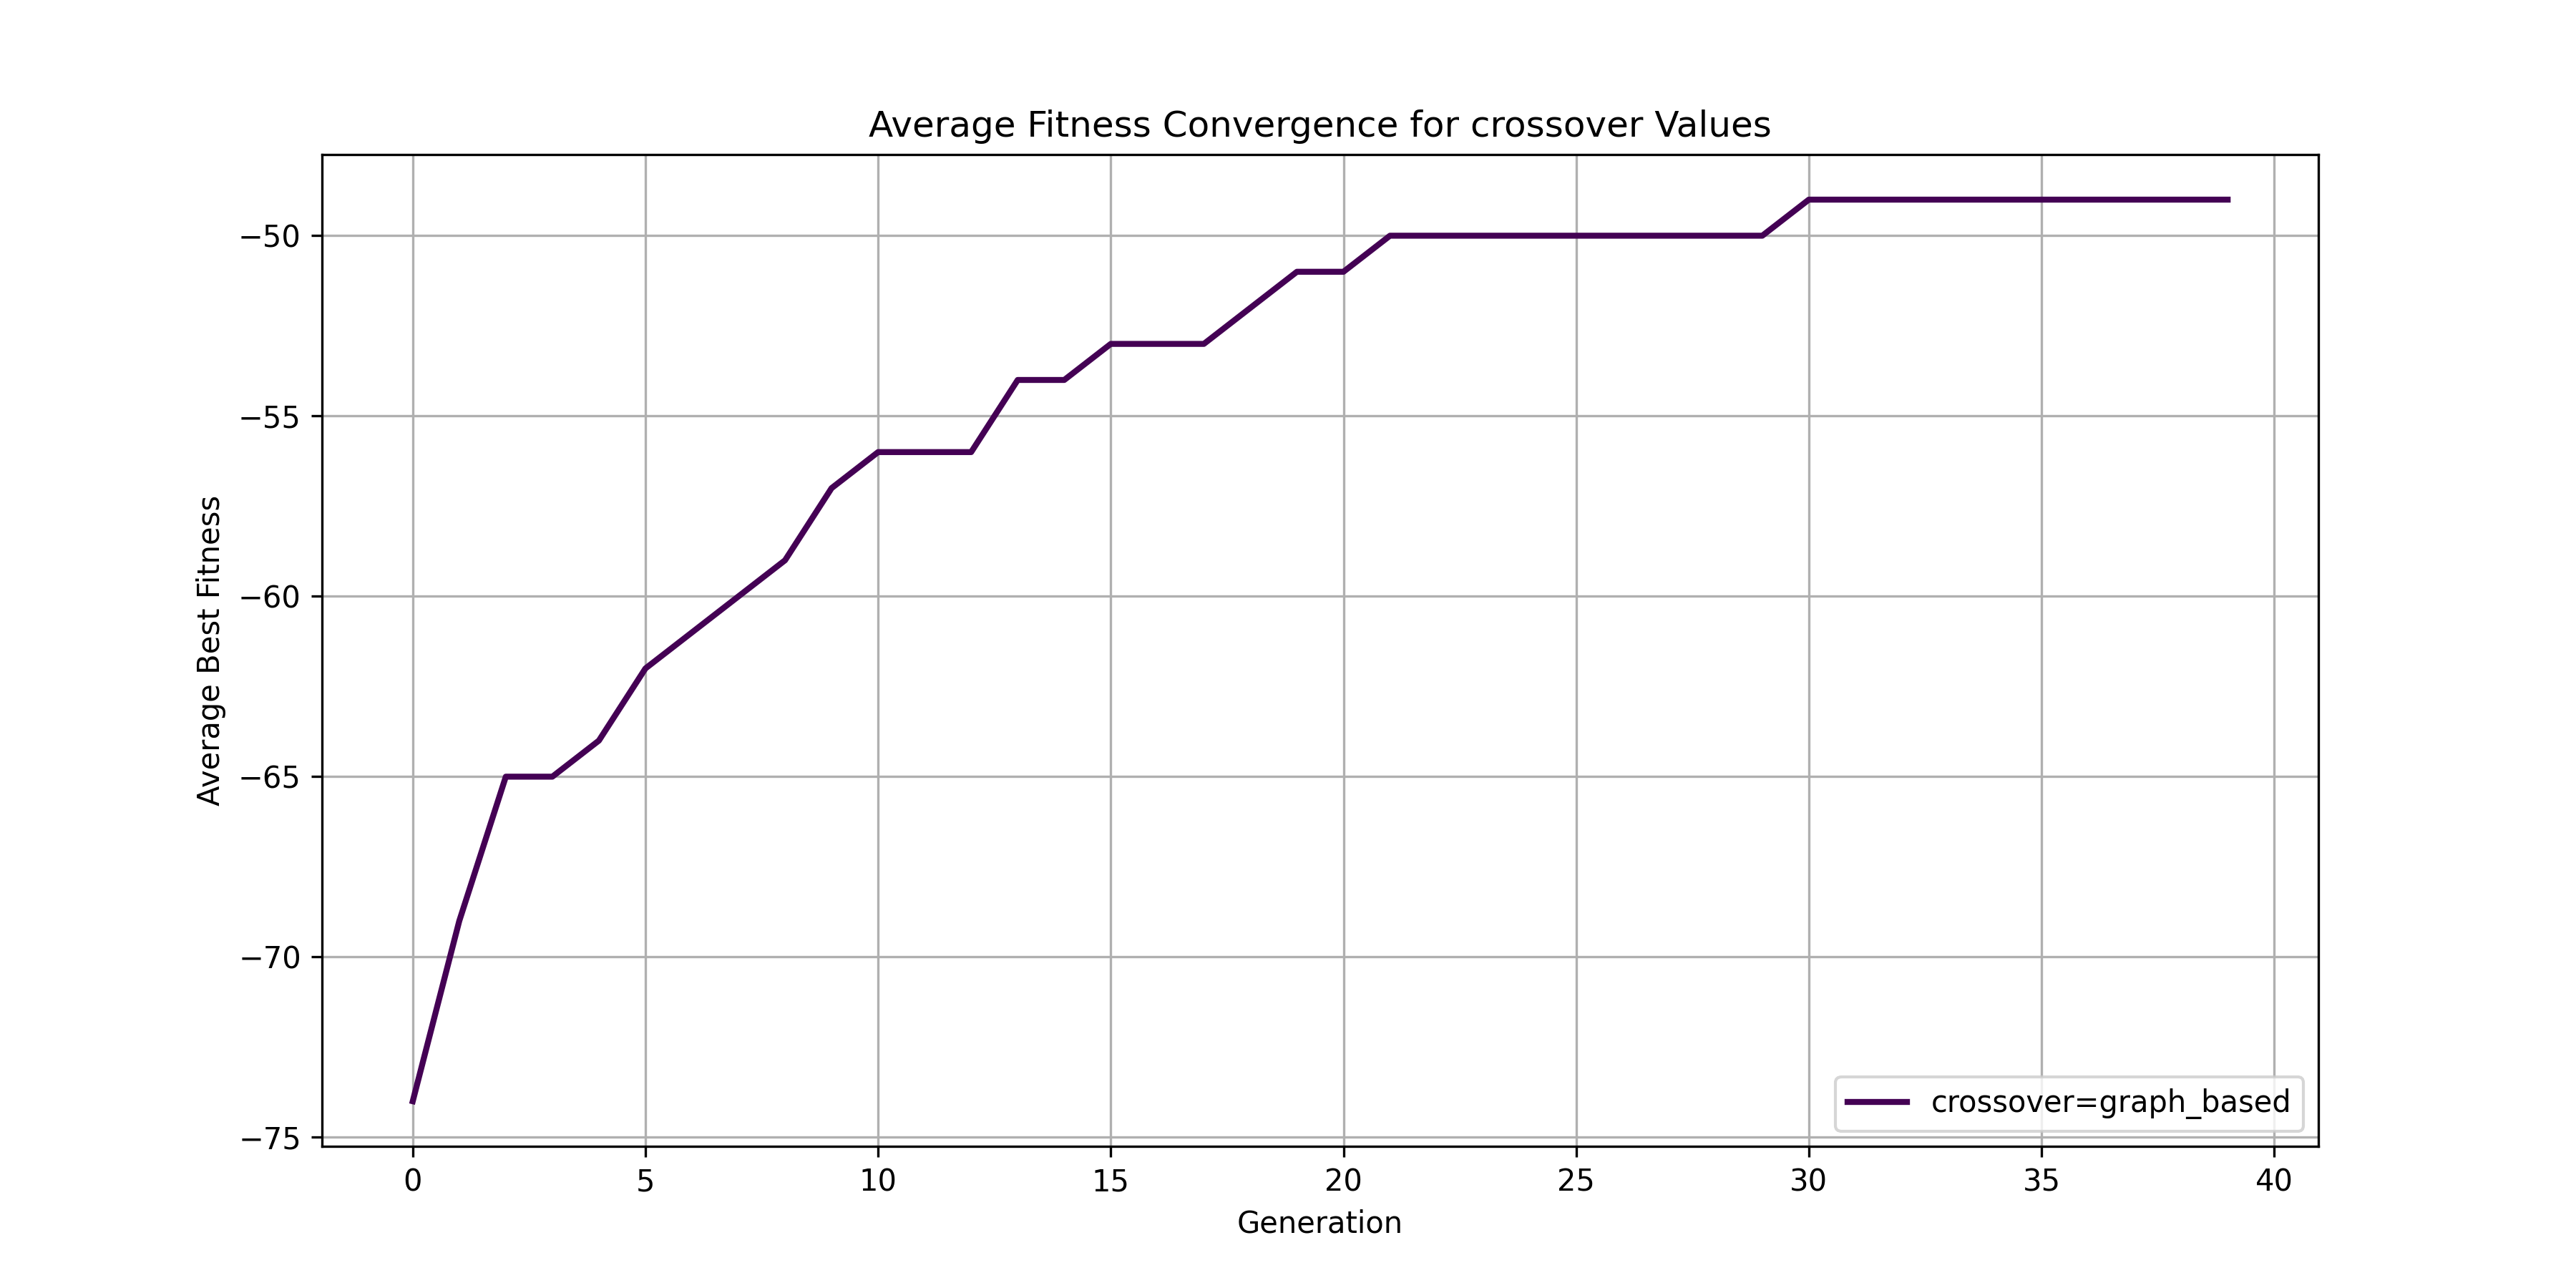 Average Fitness Convergence for crossover Values
Average Best Fitness
−50
−55
−60
−65
−70
−75
crossover=graph_based
0 5 10 15 20 25 30 35 40
Generation